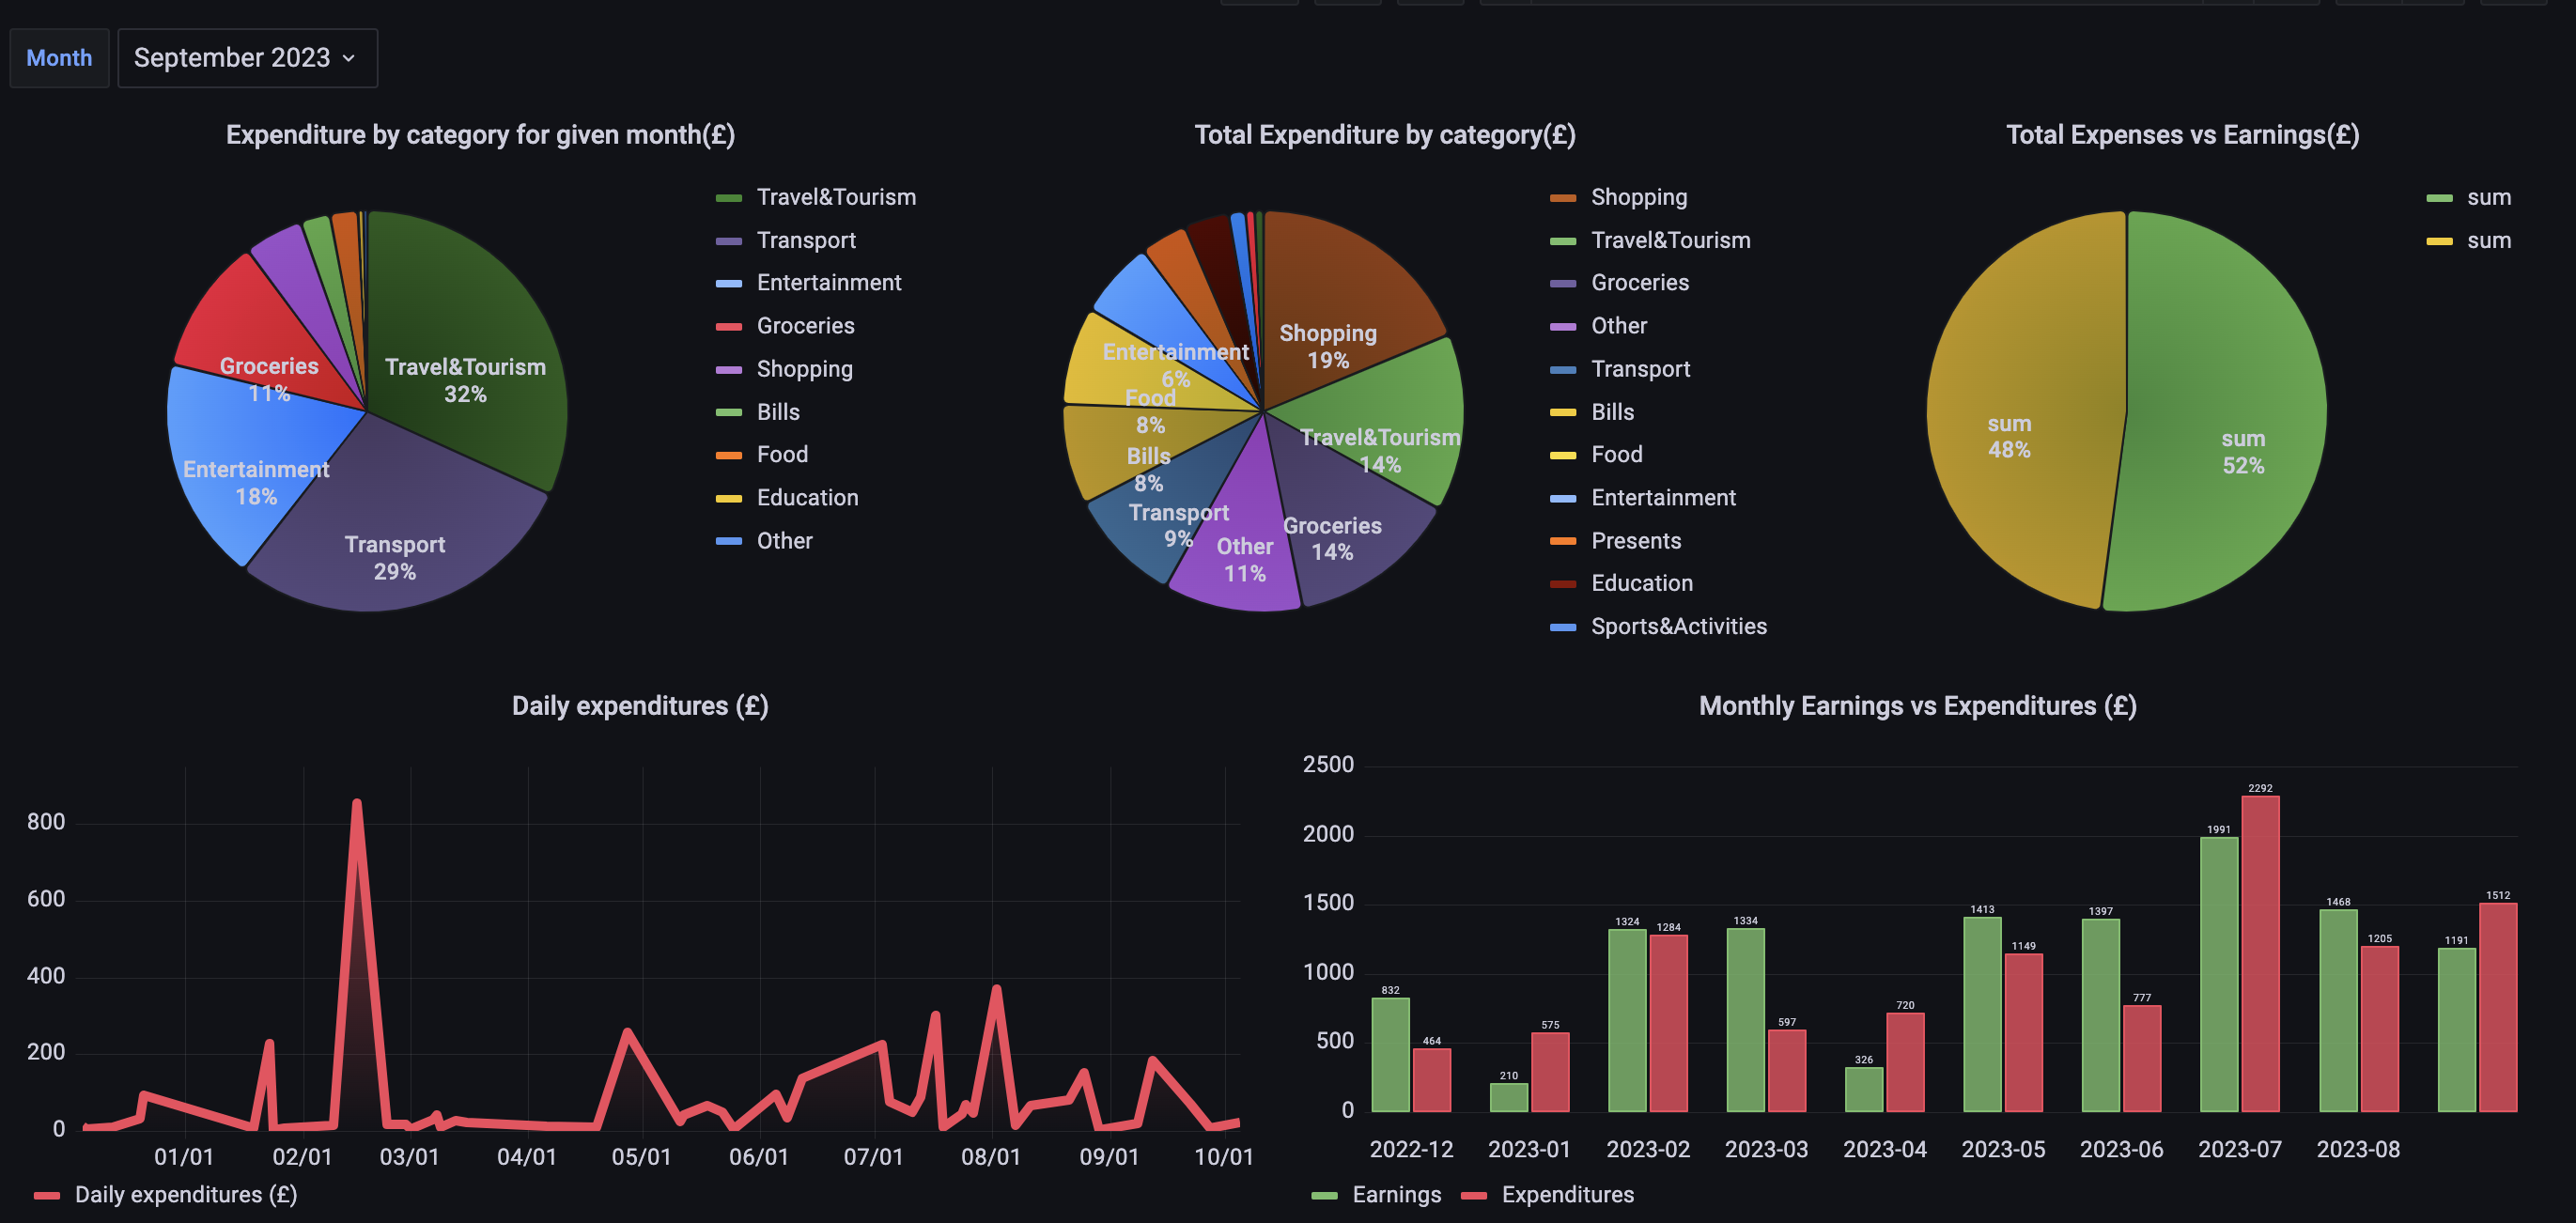 Month
September 2023
Expenditure by category for given month(£)
Travel&Tourism
32%
Transport
29%
Entertainment
18%
Groceries
11%
Travel&Tourism
Transport
Entertainment
Groceries
Shopping
Bills
Food
Education
Other
Total Expenditure by category(£)
Shopping
19%
Travel&Tourism
14%
Groceries
14%
Other
11%
Transport
9%
Bills
8%
Food
8%
Entertainment
6%
Shopping
Travel&Tourism
Groceries
Other
Transport
Bills
Food
Entertainment
Presents
Education
Sports&Activities
Total Expenses vs Earnings(£)
sum
48%
sum
52%
sum
sum
Daily expenditures (£)
800
600
400
200
0
01/01 02/01 03/01 04/01 05/01 06/01 07/01 08/01 09/01 10/01
Daily expenditures (£)
Monthly Earnings vs Expenditures (£)
2500
2000
1500
1000
500
0
832 464
210 575
1324 1284
1334 597
326 720
1413 1149
1397 777
1991 2292
1468 1205
1191 1512
2022-12 2023-01 2023-02 2023-03 2023-04 2023-05 2023-06 2023-07 2023-08
Earnings Expenditures